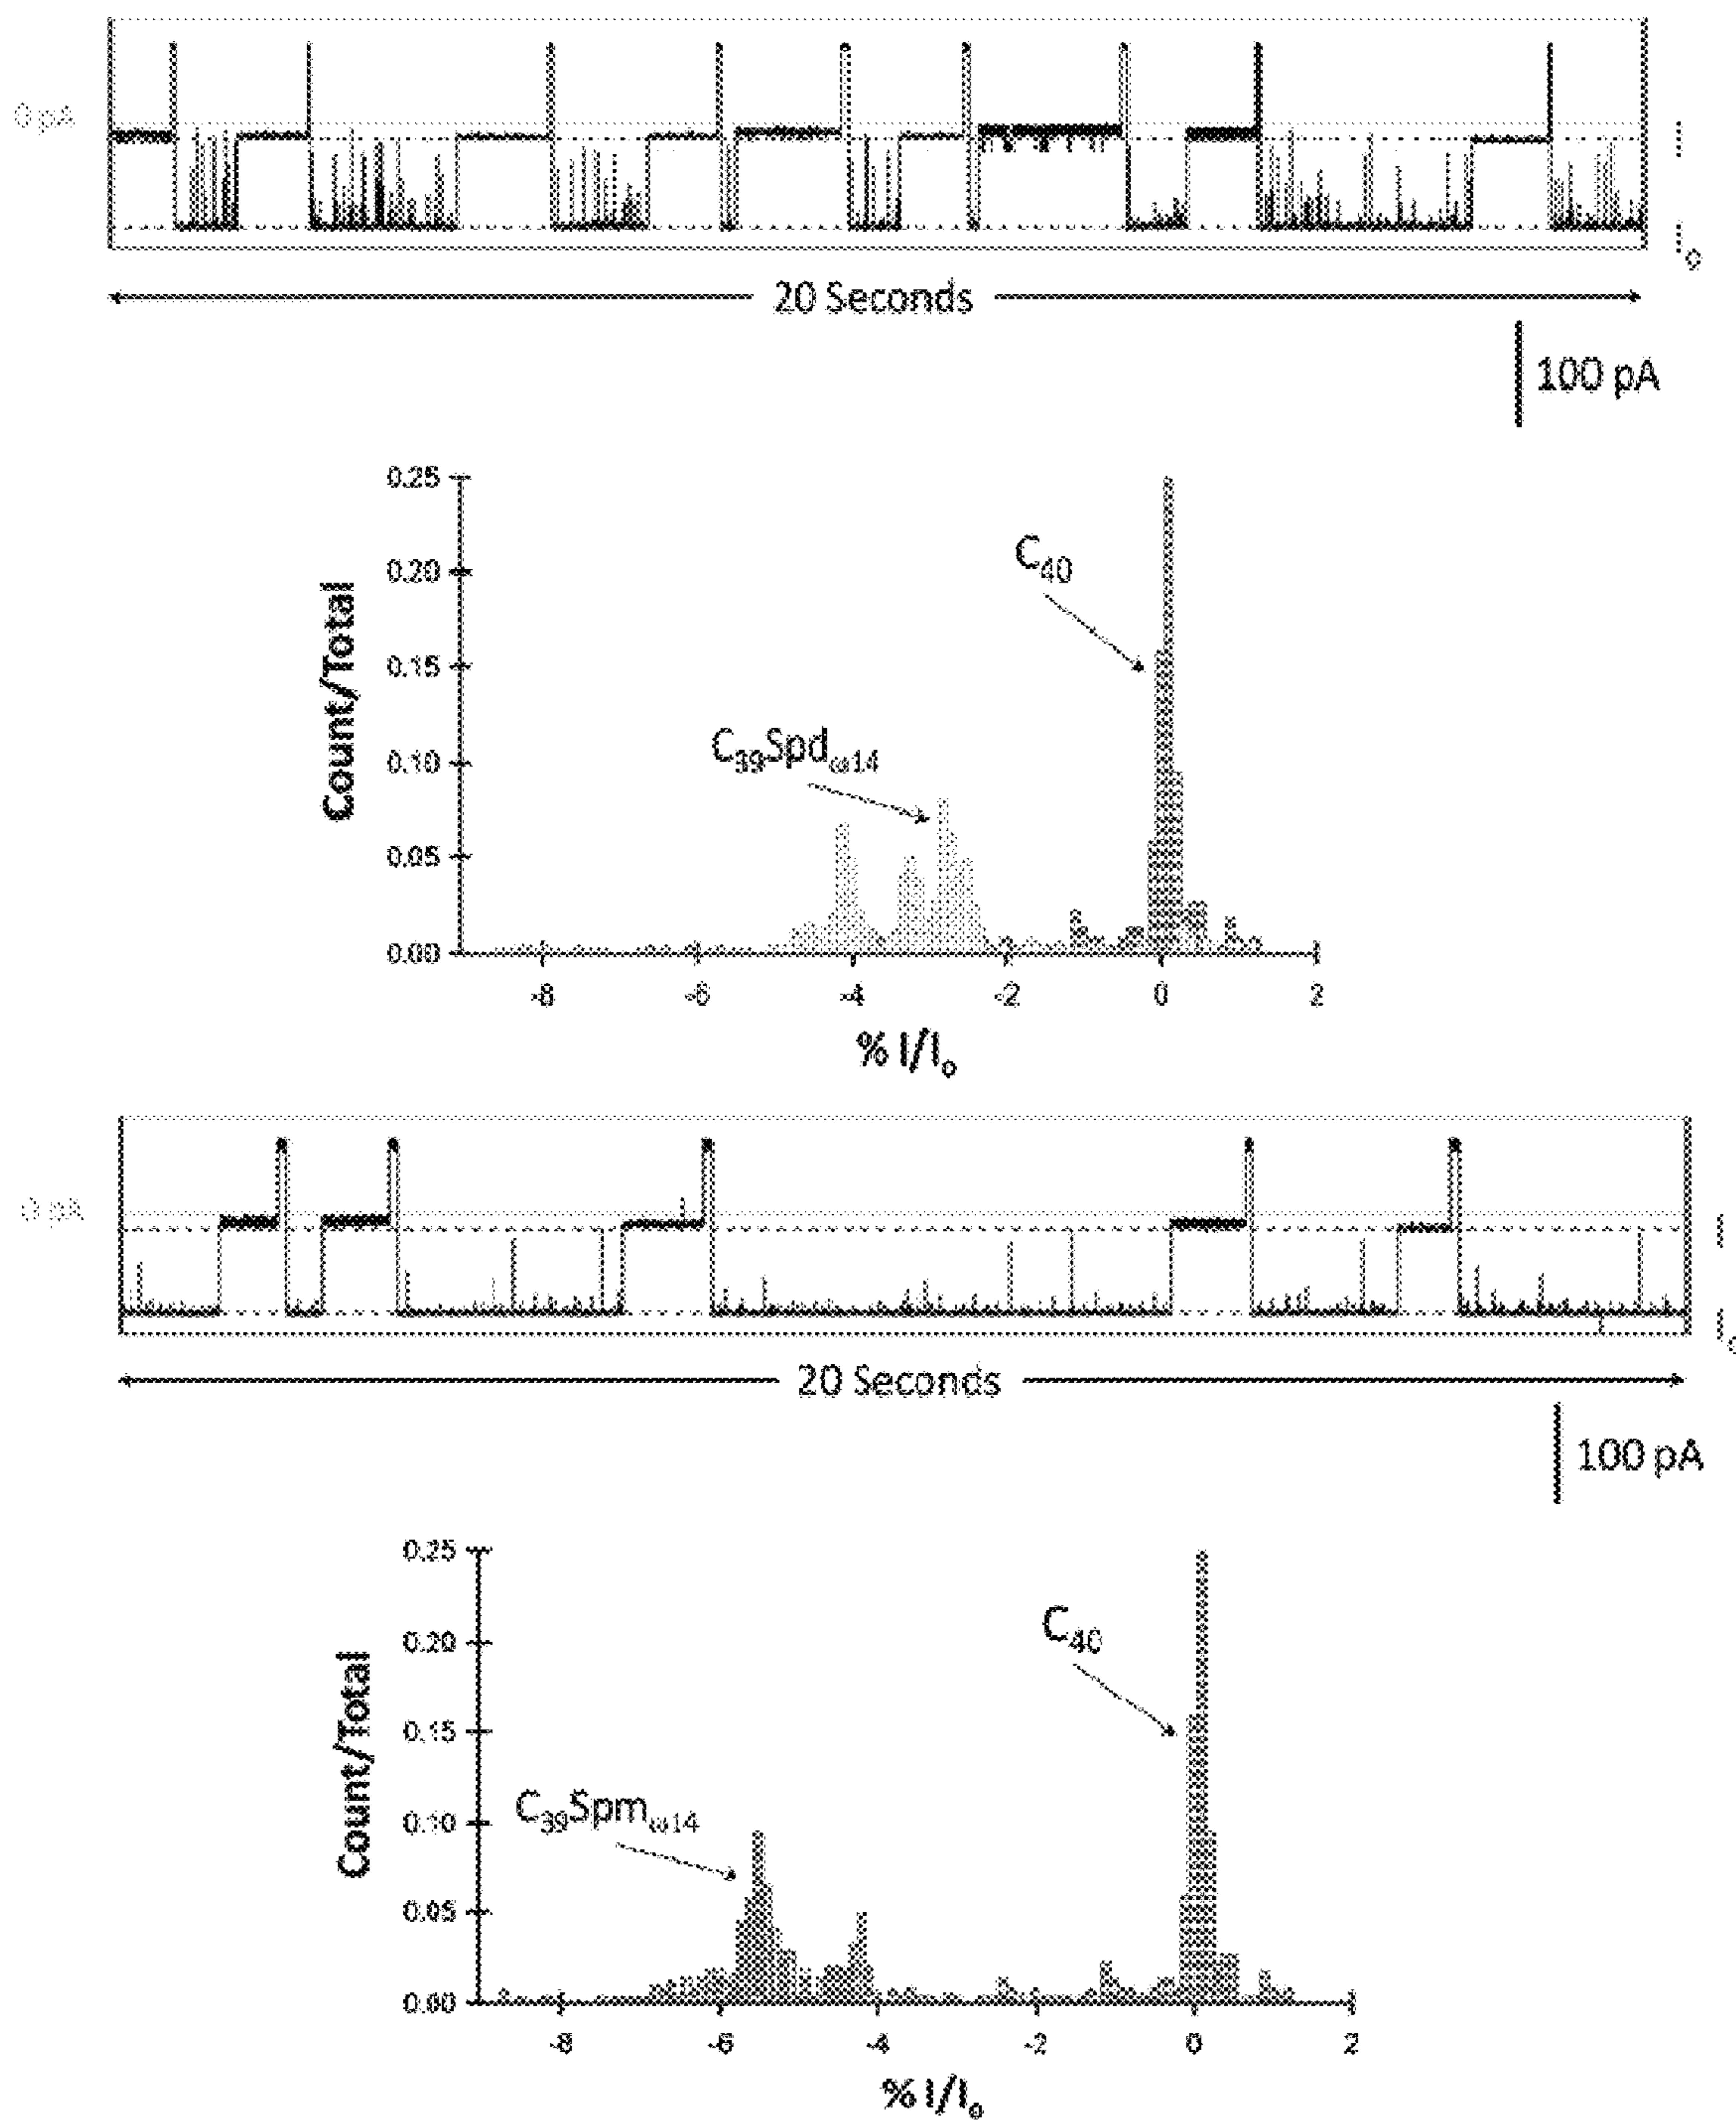 0 pA
I
I₀
20 Seconds
100 pA
0.25
0.20
0.15
0.10
0.05
0.00
Count/Total
C₄₀
C₃₉Spd_ω14
-8 -6 -4 -2 0 2
% I/I₀
0 pA
I
I₀
20 Seconds
100 pA
0.25
0.20
0.15
0.10
0.05
0.00
Count/Total
C₄₀
C₃₉Spm_ω14
-8 -6 -4 -2 0 2
% I/I₀